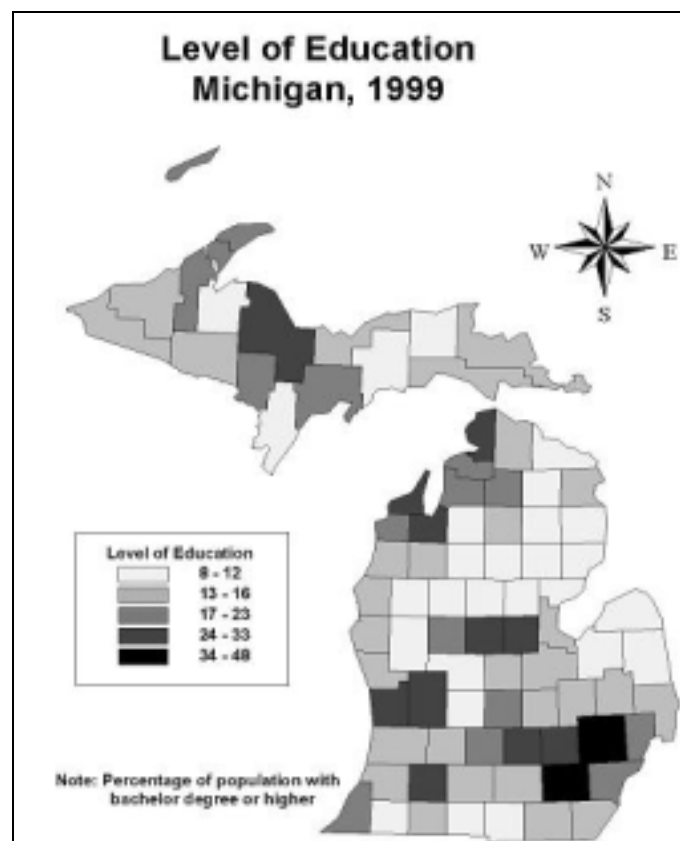 Level of Education
Michigan, 1999
N
W E
S
Level of Education
8 - 12
13 - 16
17 - 23
24 - 33
34 - 48
Note: Percentage of population with
bachelor degree or higher